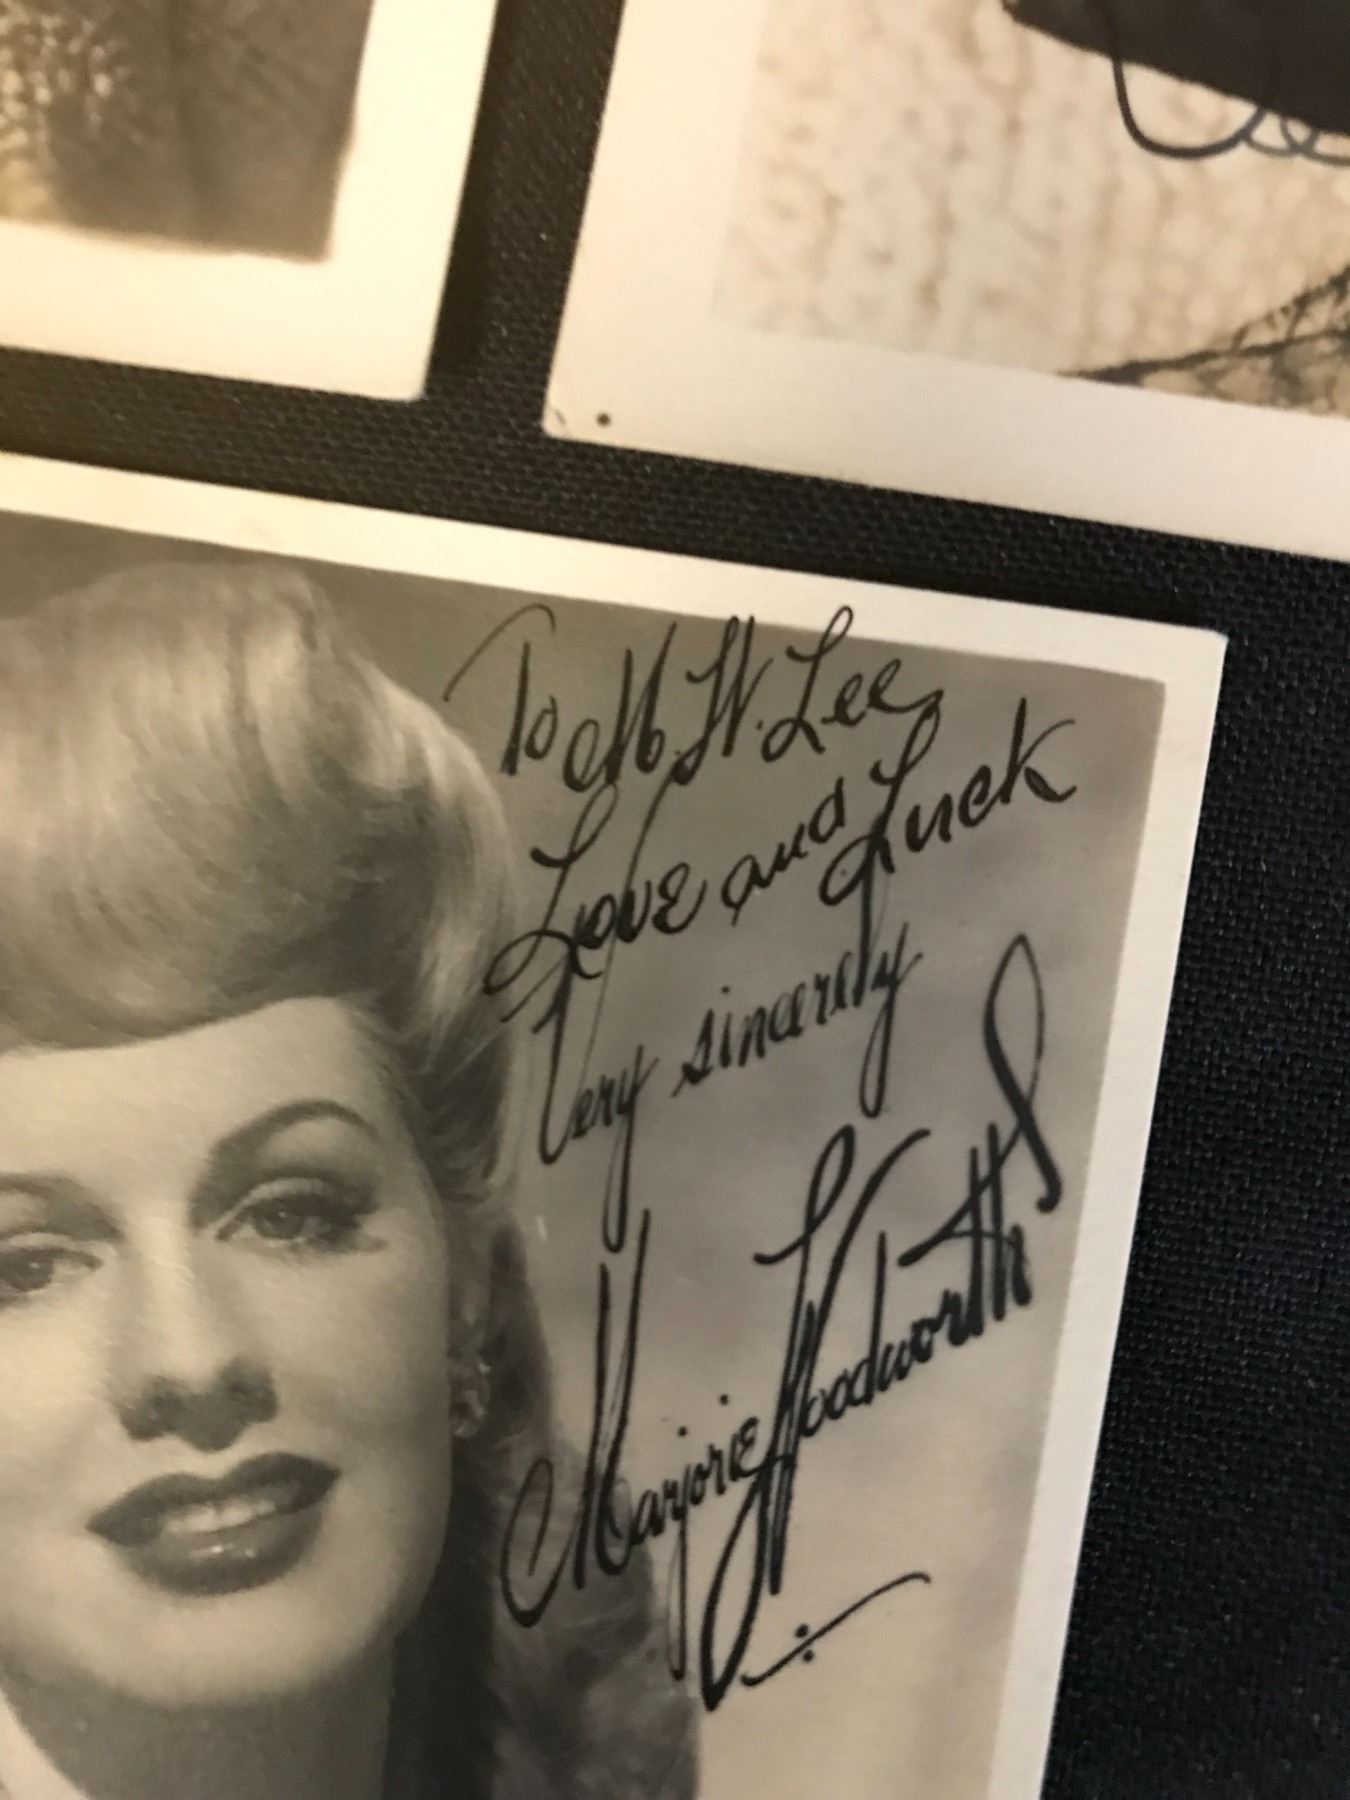 To M. W. Lee,
Love and Luck
Very sincerely
Marjorie Woodworth